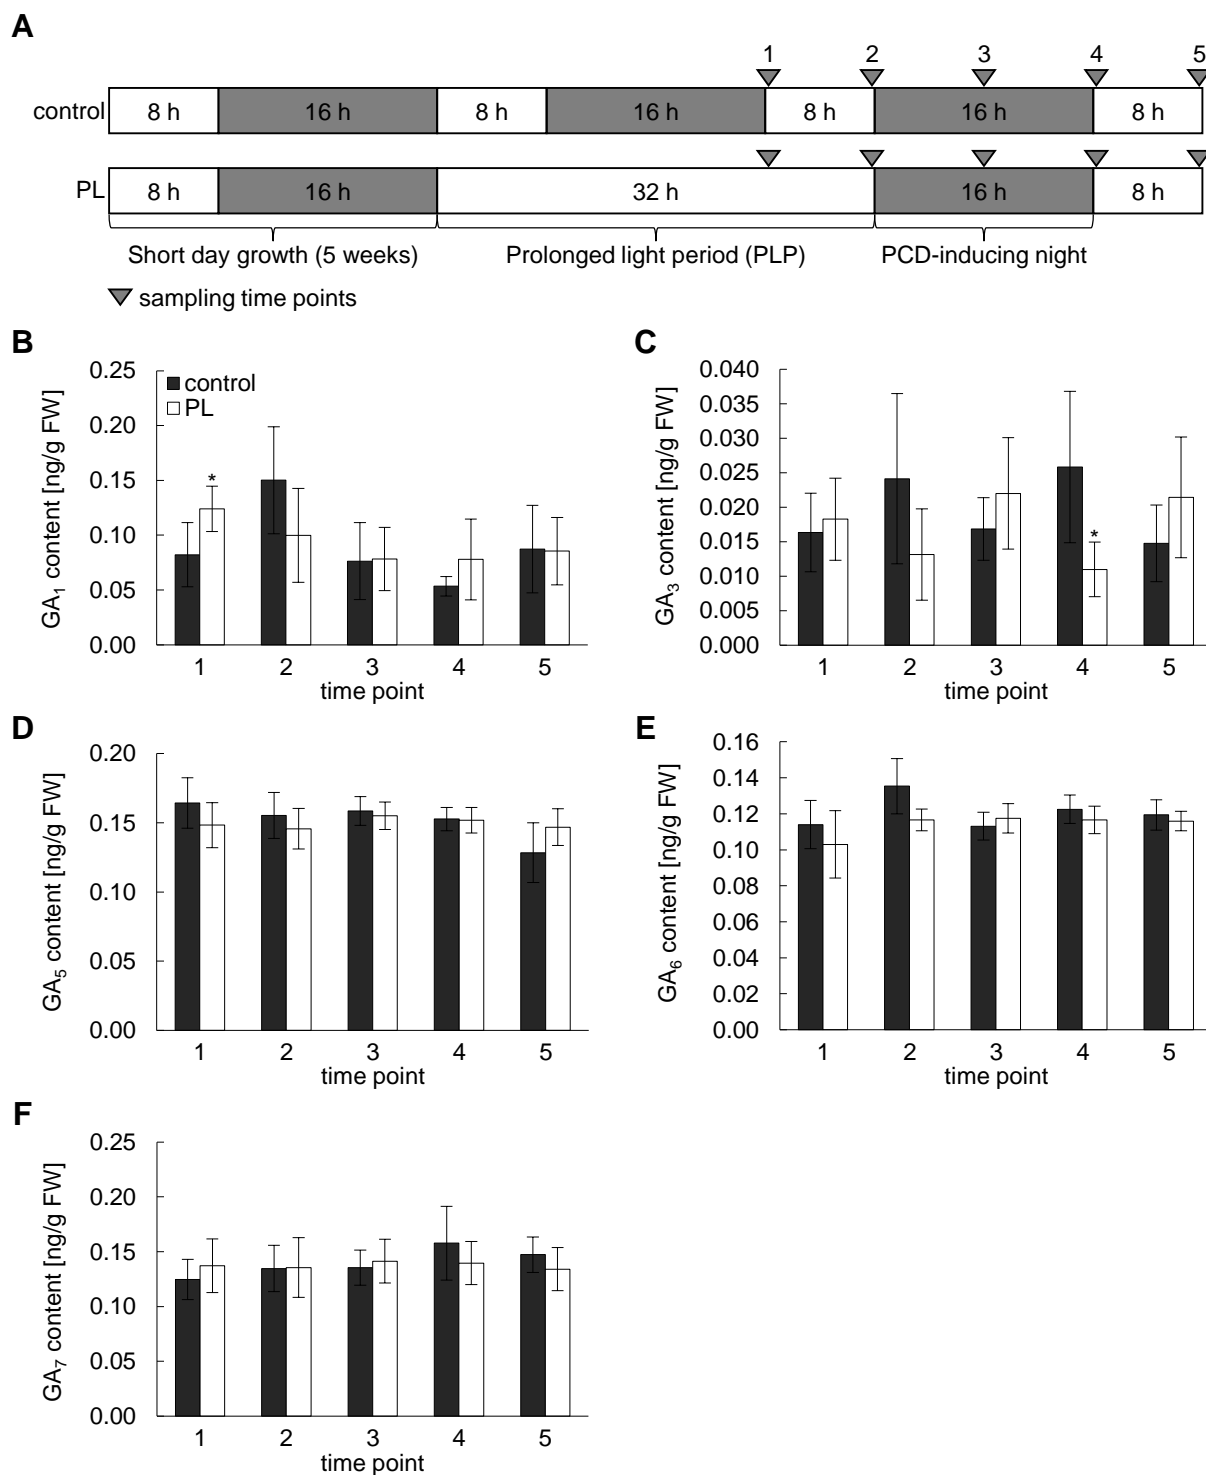 A
1 2 3 4 5
control 8 h 16 h 8 h 16 h 8 h 16 h 8 h
PL 8 h 16 h 32 h 16 h 8 h
Short day growth (5 weeks) Prolonged light period (PLP) PCD-inducing night
sampling time points
B
GA₁ content [ng/g FW]
0.25
0.20
0.15
0.10
0.05
0.00
control
PL
*
1 2 3 4 5
time point
C
GA₃ content [ng/g FW]
0.040
0.035
0.030
0.025
0.020
0.015
0.010
0.005
0.000
*
1 2 3 4 5
time point
D
GA₅ content [ng/g FW]
0.20
0.15
0.10
0.05
0.00
1 2 3 4 5
time point
E
GA₆ content [ng/g FW]
0.16
0.14
0.12
0.10
0.08
0.06
0.04
0.02
0.00
1 2 3 4 5
time point
F
GA₇ content [ng/g FW]
0.25
0.20
0.15
0.10
0.05
0.00
1 2 3 4 5
time point